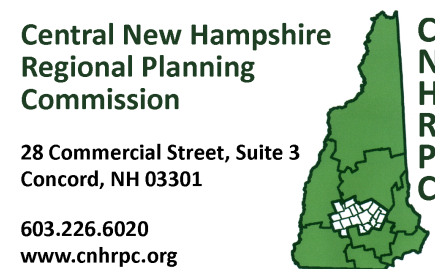 Central New Hampshire
Regional Planning
Commission
28 Commercial Street, Suite 3
Concord, NH 03301
603.226.6020
www.cnhrpc.org
C
N
H
R
P
C